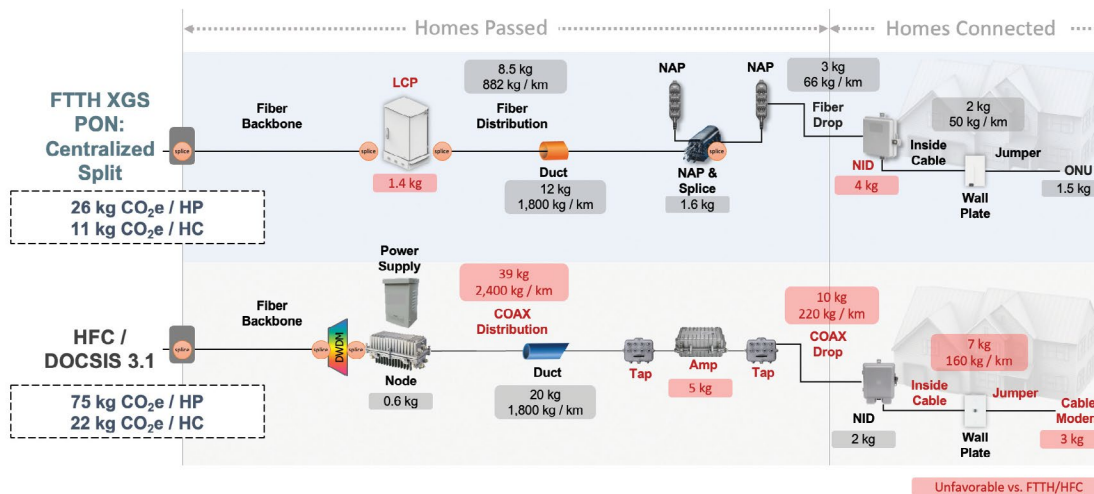 Homes Passed
Homes Connected
FTTH XGS
PON:
Centralized
Split
26 kg CO₂e / HP
11 kg CO₂e / HC
splice
Fiber
Backbone
splice
LCP
1.4 kg
splice
8.5 kg
882 kg / km
Fiber
Distribution
Duct
12 kg
1,800 kg / km
NAP
NAP
splice
NAP &
Splice
1.6 kg
3 kg
66 kg / km
Fiber
Drop
NID
4 kg
2 kg
50 kg / km
Inside
Cable
Jumper
Wall
Plate
ONU
1.5 kg
HFC /
DOCSIS 3.1
75 kg CO₂e / HP
22 kg CO₂e / HC
splice
Fiber
Backbone
splice
DWDM
splice
Power
Supply
Node
0.6 kg
39 kg
2,400 kg / km
COAX
Distribution
Duct
20 kg
1,800 kg / km
Tap
Amp
5 kg
Tap
10 kg
220 kg / km
COAX
Drop
NID
2 kg
7 kg
160 kg / km
Inside
Cable
Jumper
Wall
Plate
Cable
Moder
3 kg
Unfavorable vs. FTTH/HFC